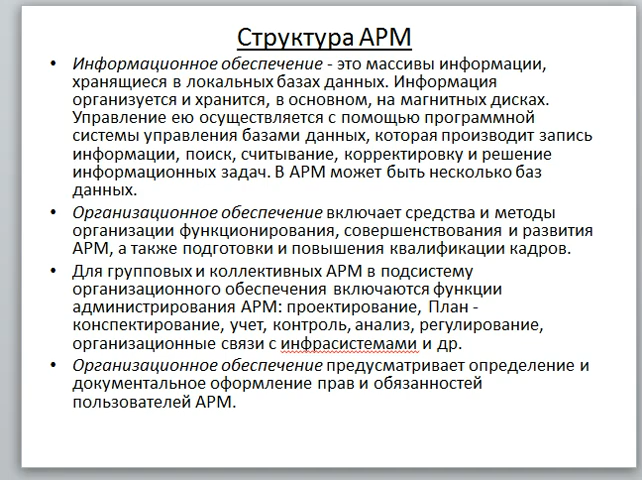 Структура АРМ
• Информационное обеспечение - это массивы информации,
хранящиеся в локальных базах данных. Информация
организуется и хранится, в основном, на магнитных дисках.
Управление ею осуществляется с помощью программной
системы управления базами данных, которая производит запись
информации, поиск, считывание, корректировку и решение
информационных задач. В АРМ может быть несколько баз
данных.
• Организационное обеспечение включает средства и методы
организации функционирования, совершенствования и развития
АРМ, а также подготовки и повышения квалификации кадров.
• Для групповых и коллективных АРМ в подсистему
организационного обеспечения включаются функции
администрирования АРМ: проектирование, План -
конспектирование, учет, контроль, анализ, регулирование,
организационные связи с инфрасистемами и др.
• Организационное обеспечение предусматривает определение и
документальное оформление прав и обязанностей
пользователей АРМ.